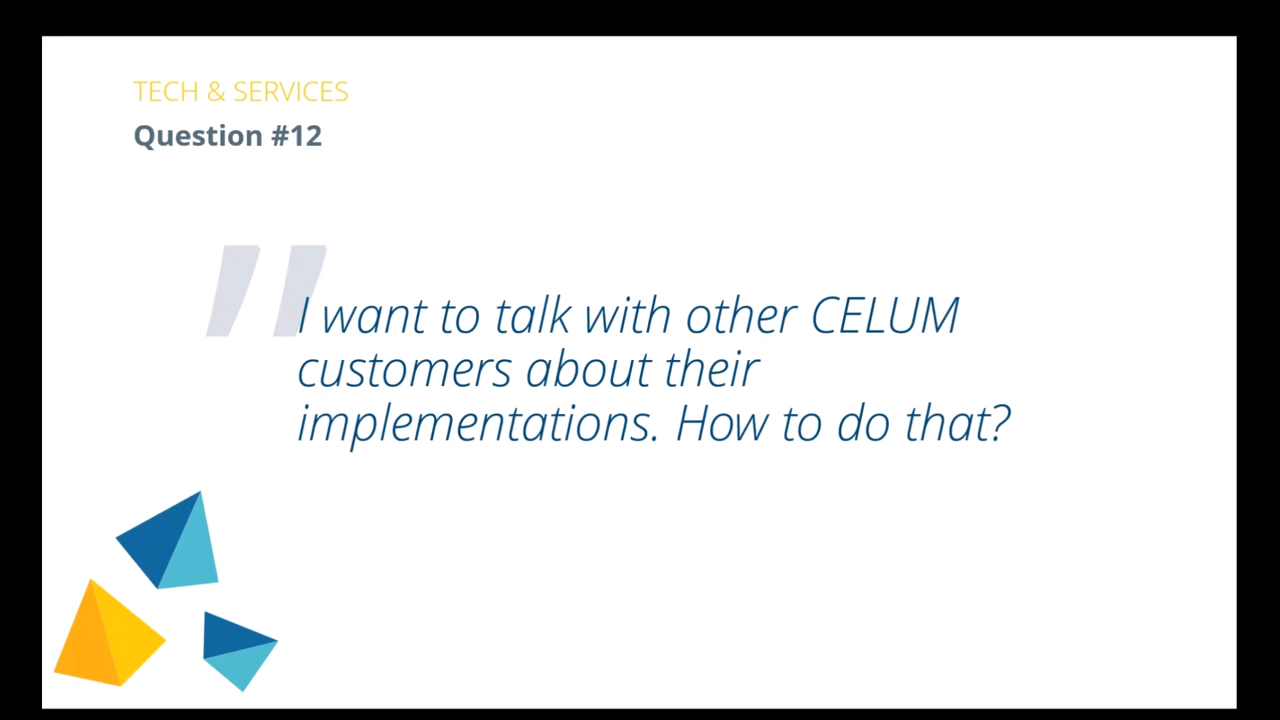 TECH & SERVICES
Question #12
"
I want to talk with other CELUM
customers about their
implementations. How to do that?